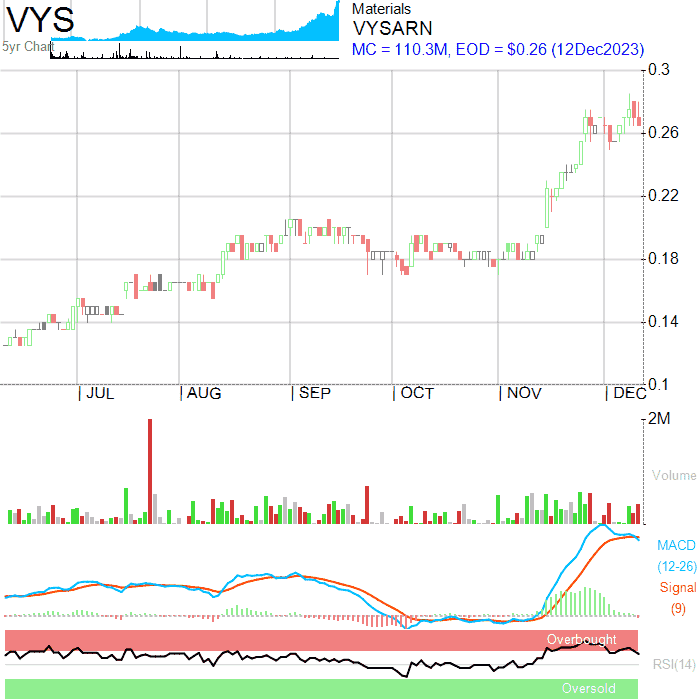 VYS
5yr Chart
Materials
VYSARN
MC = 110.3M, EOD = $0.26 (12Dec2023)
0.3
0.26
0.22
0.18
0.14
0.1
JUL AUG SEP OCT NOV DEC
2M
Volume
MACD
(12-26)
Signal
(9)
Overbought
RSI(14)
Oversold